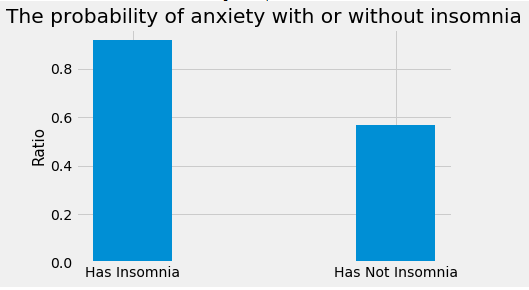 The probability of anxiety with or without insomnia
0.8
0.6
0.4
0.2
0.0
Ratio
Has Insomnia
Has Not Insomnia